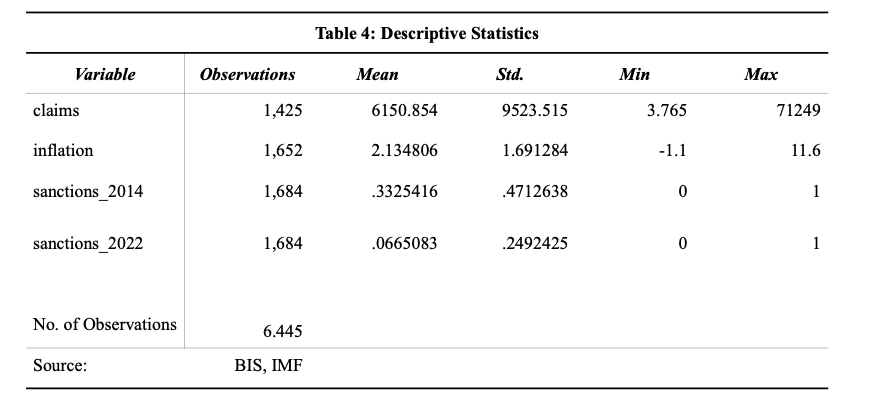 Table 4: Descriptive Statistics
Variable Observations Mean Std. Min Max
claims 1,425 6150.854 9523.515 3.765 71249
inflation 1,652 2.134806 1.691284 -1.1 11.6
sanctions_2014 1,684 .3325416 .4712638 0 1
sanctions_2022 1,684 .0665083 .2492425 0 1
No. of Observations 6.445
Source: BIS, IMF